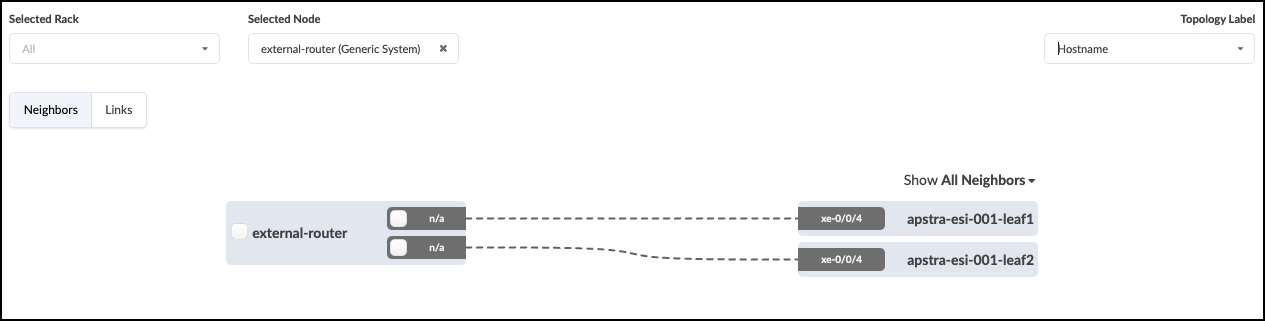 Selected Rack
Selected Node
Topology Label
All
external-router (Generic System)
Hostname
Neighbors
Links
Show All Neighbors
external-router
n/a
n/a
xe-0/0/4
apstra-esi-001-leaf1
xe-0/0/4
apstra-esi-001-leaf2